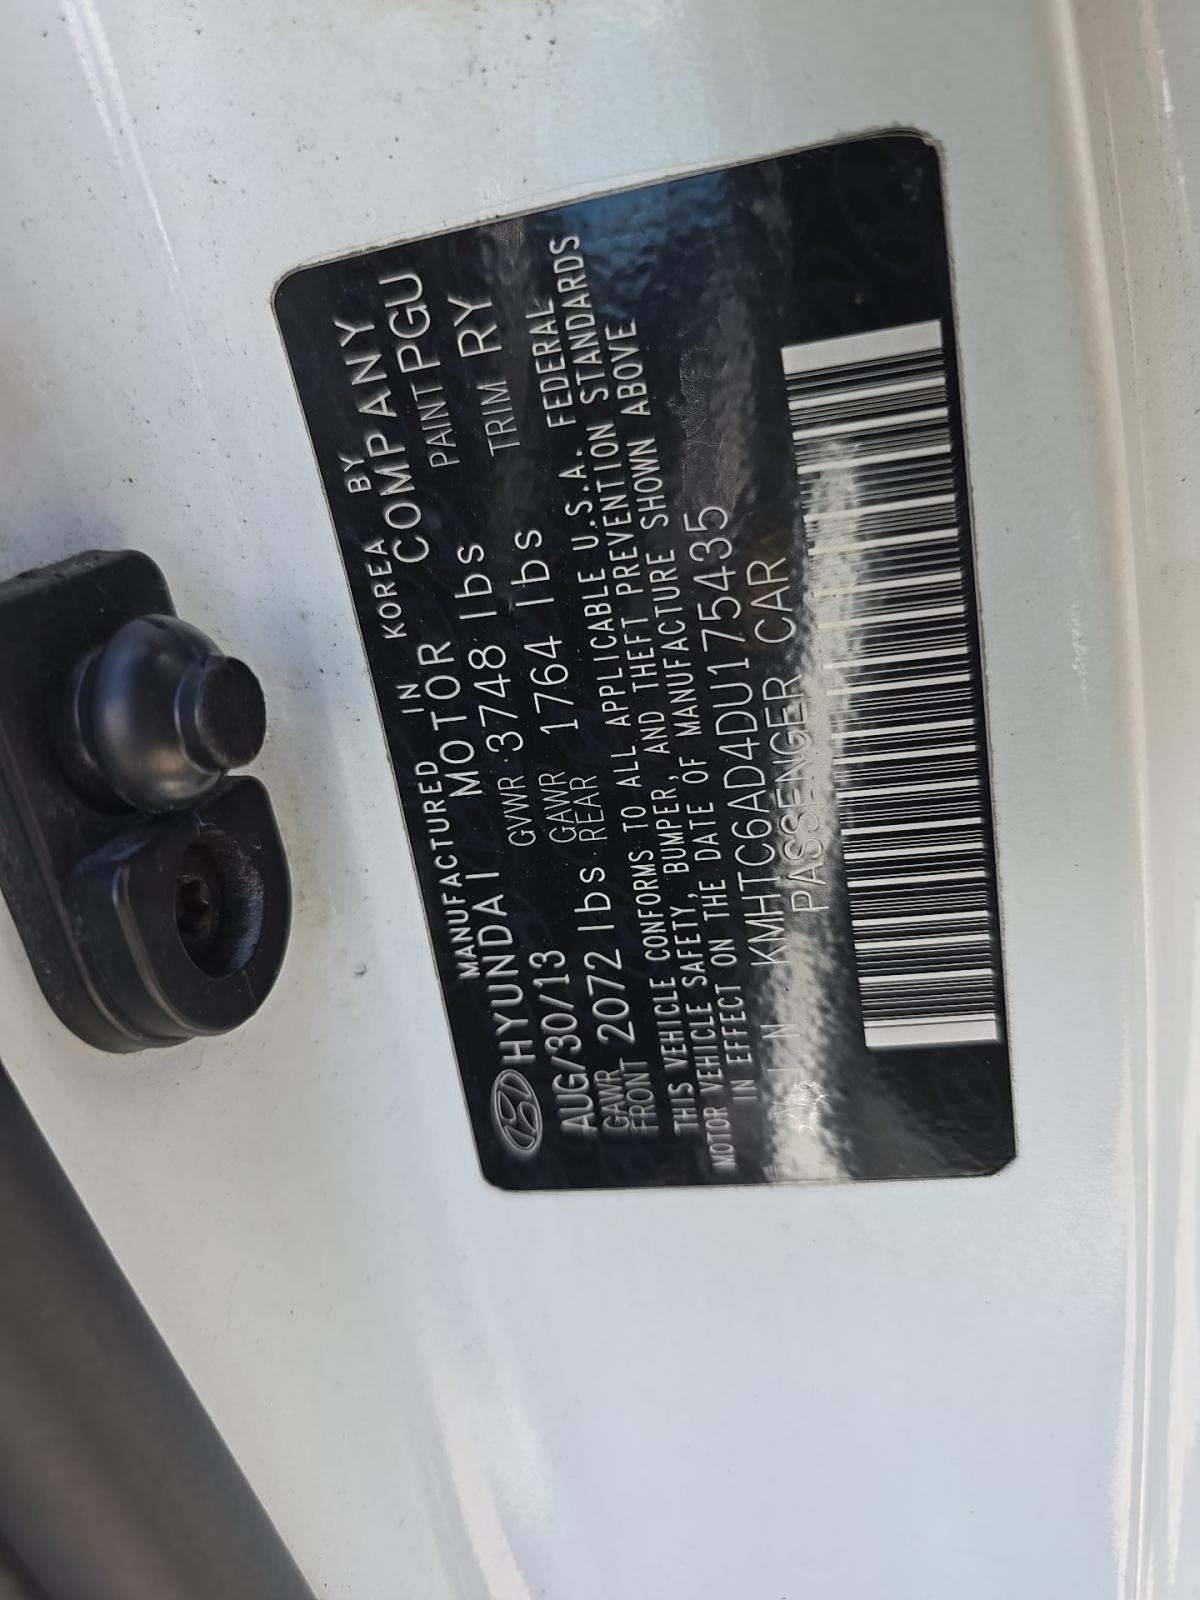 MANUFACTURED IN KOREA BY
HYUNDAI MOTOR COMPANY
AUG/30/13 GVWR 3748 lbs PAINT PGU
GAWR FRONT 2072 lbs GAWR REAR 1764 lbs TRIM RY
THIS VEHICLE CONFORMS TO ALL APPLICABLE U.S.A. FEDERAL
MOTOR VEHICLE SAFETY, BUMPER, AND THEFT PREVENTION STANDARDS
IN EFFECT ON THE DATE OF MANUFACTURE SHOWN ABOVE
KMHTC6AD4DU175435
PASSENGER CAR